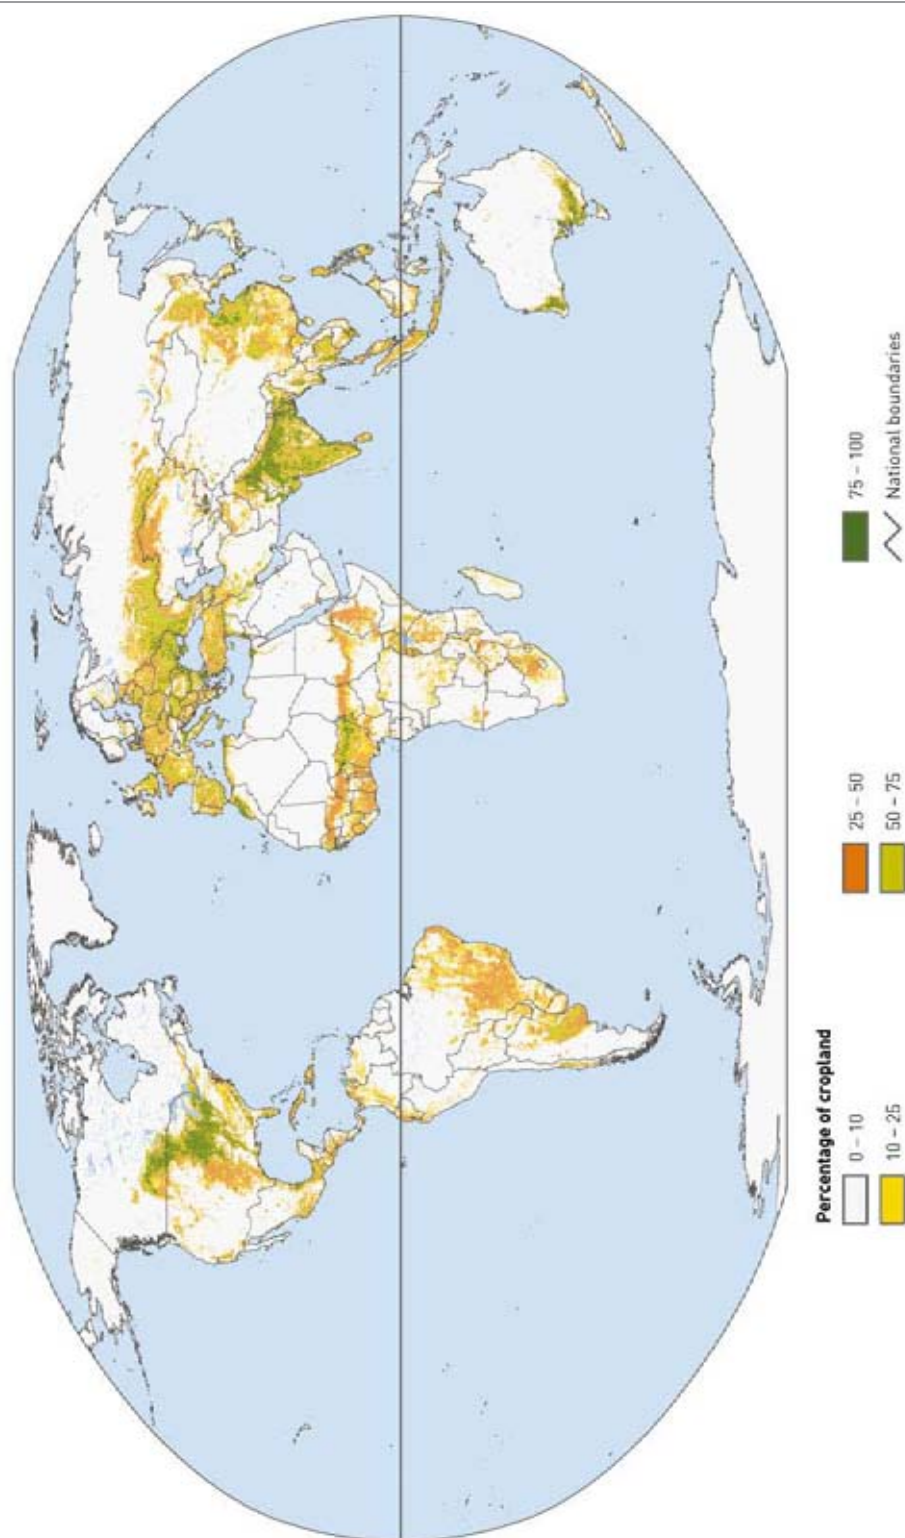 Percentage of cropland
0 – 10
10 – 25
25 – 50
50 – 75
75 – 100
National boundaries